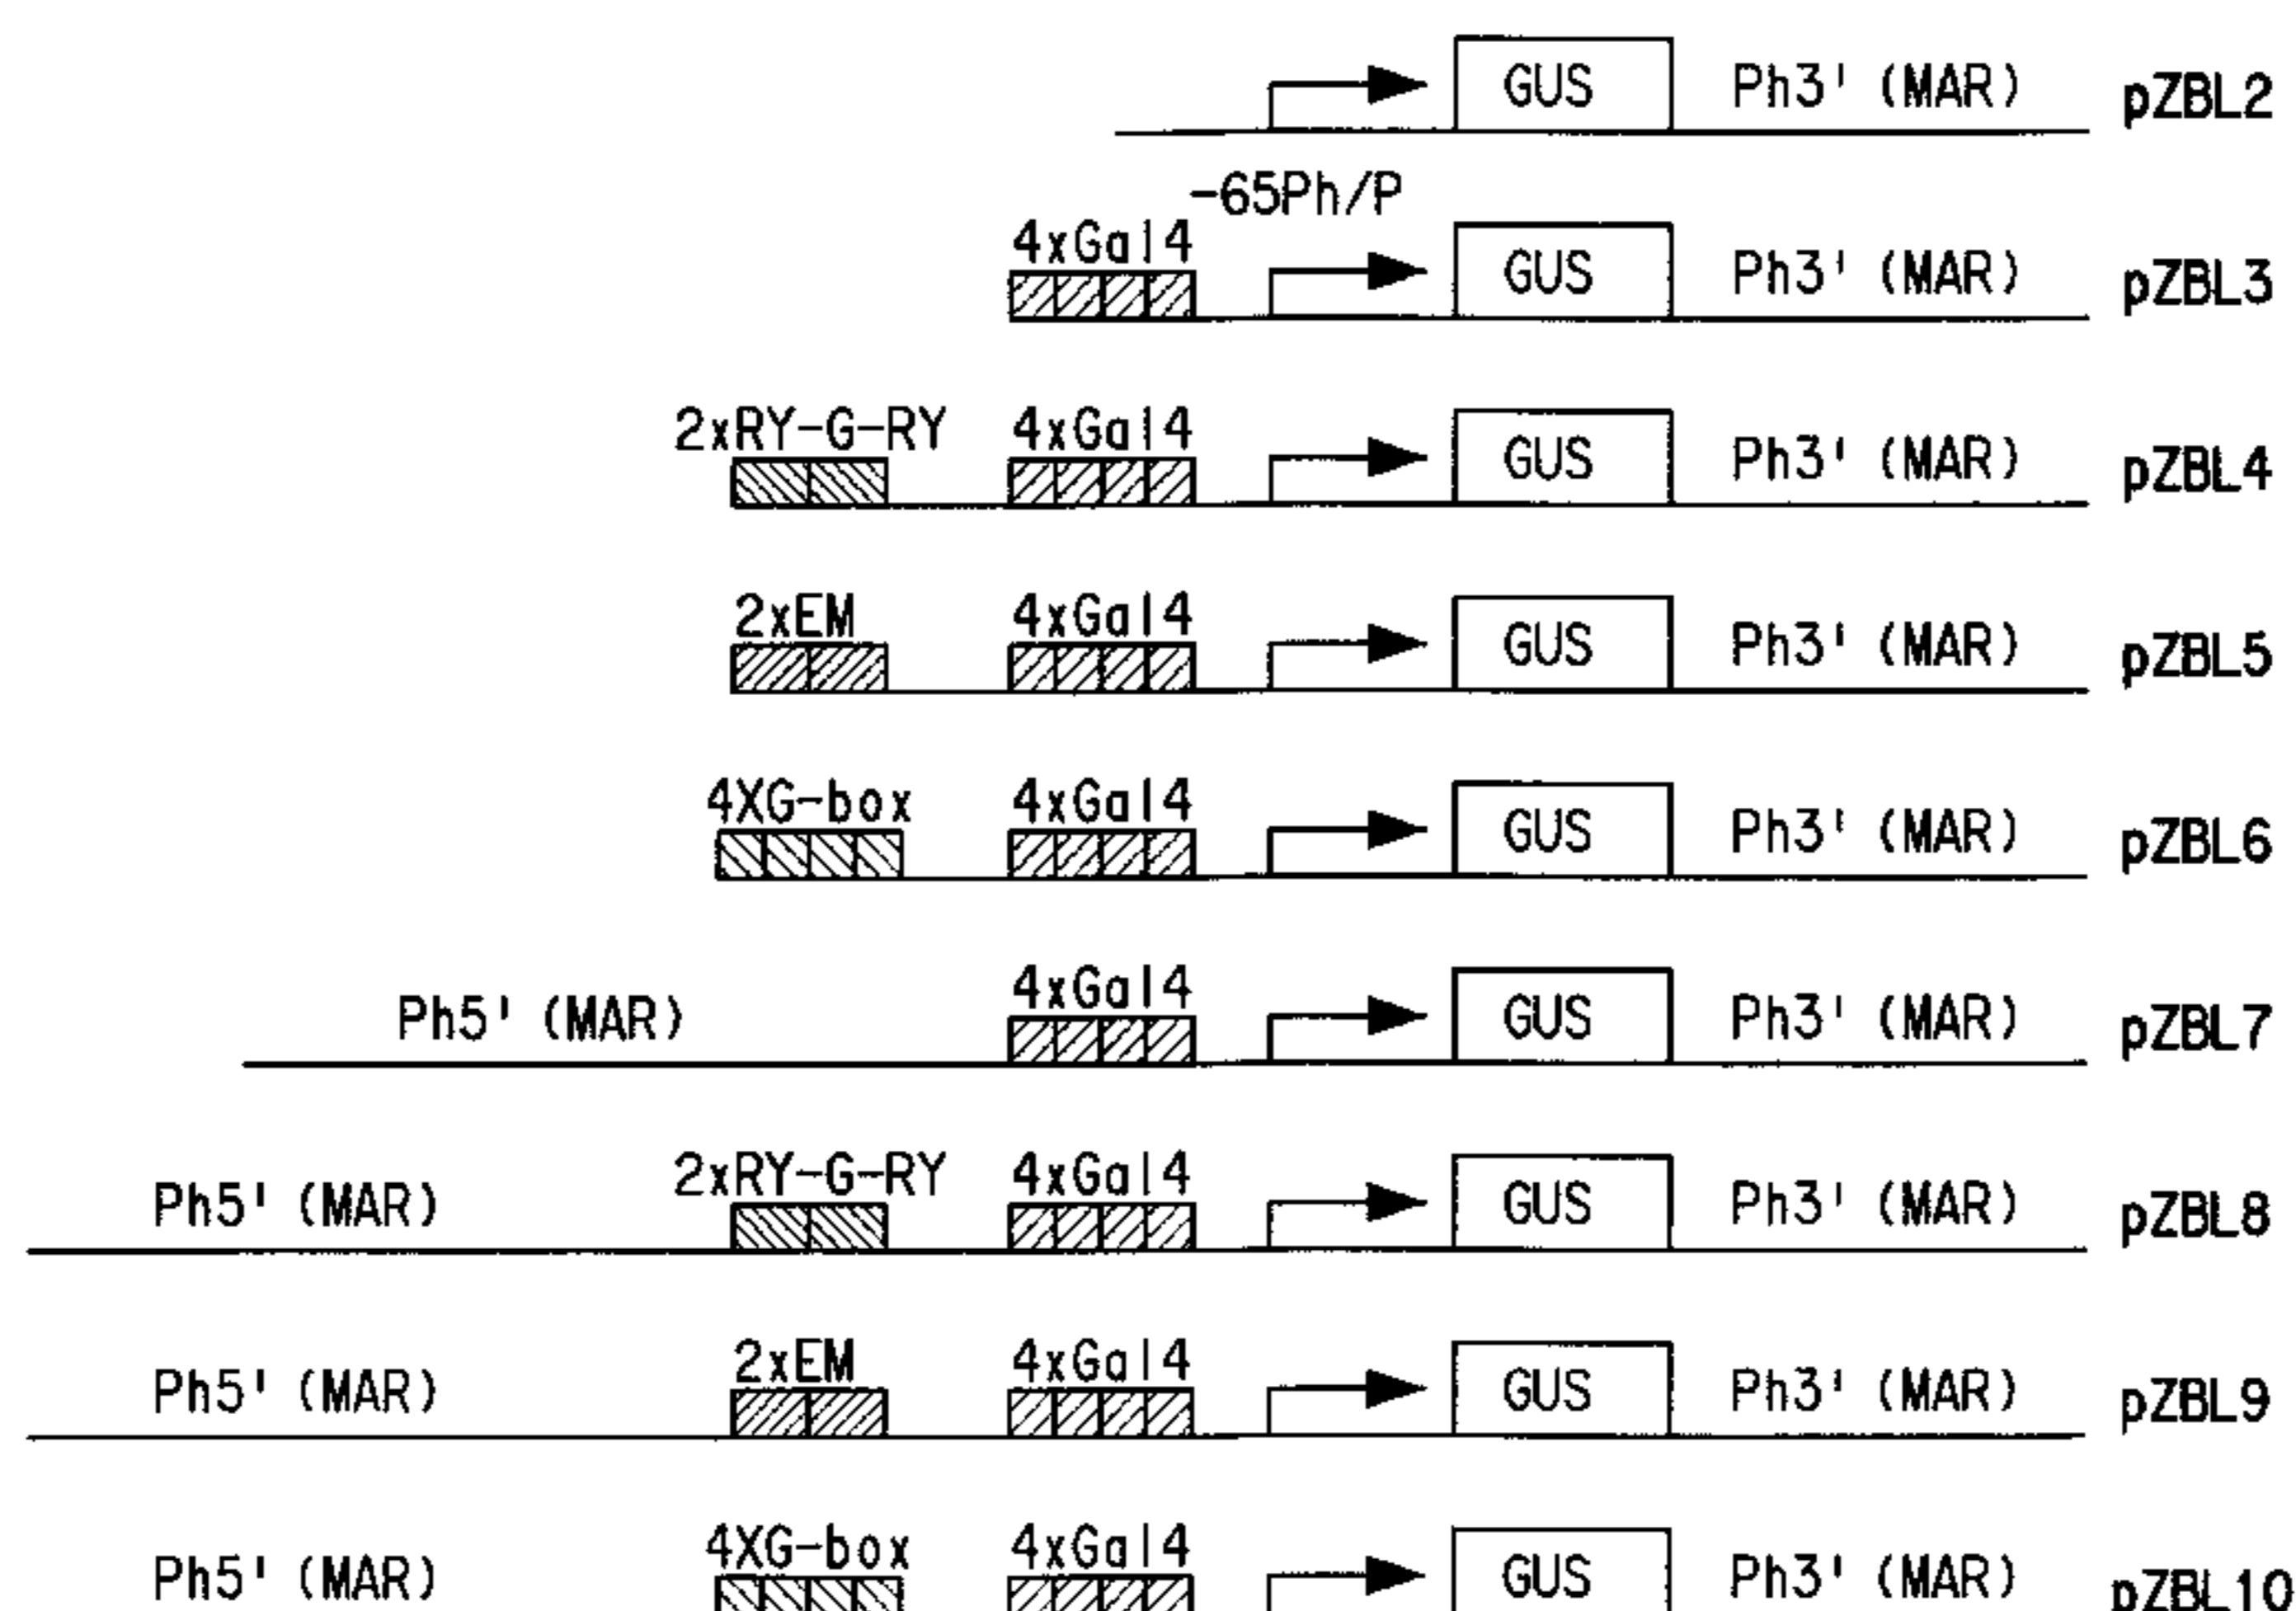 GUS Ph3' (MAR) pZBL2
-65Ph/P
4xGal4 GUS Ph3' (MAR) pZBL3
2xRY-G-RY 4xGal4 GUS Ph3' (MAR) pZBL4
2xEM 4xGal4 GUS Ph3' (MAR) pZBL5
4XG-box 4xGal4 GUS Ph3' (MAR) pZBL6
Ph5' (MAR) 4xGal4 GUS Ph3' (MAR) pZBL7
Ph5' (MAR) 2xRY-G-RY 4xGal4 GUS Ph3' (MAR) pZBL8
Ph5' (MAR) 2xEM 4xGal4 GUS Ph3' (MAR) pZBL9
Ph5' (MAR) 4XG-box 4xGal4 GUS Ph3' (MAR) pZBL10